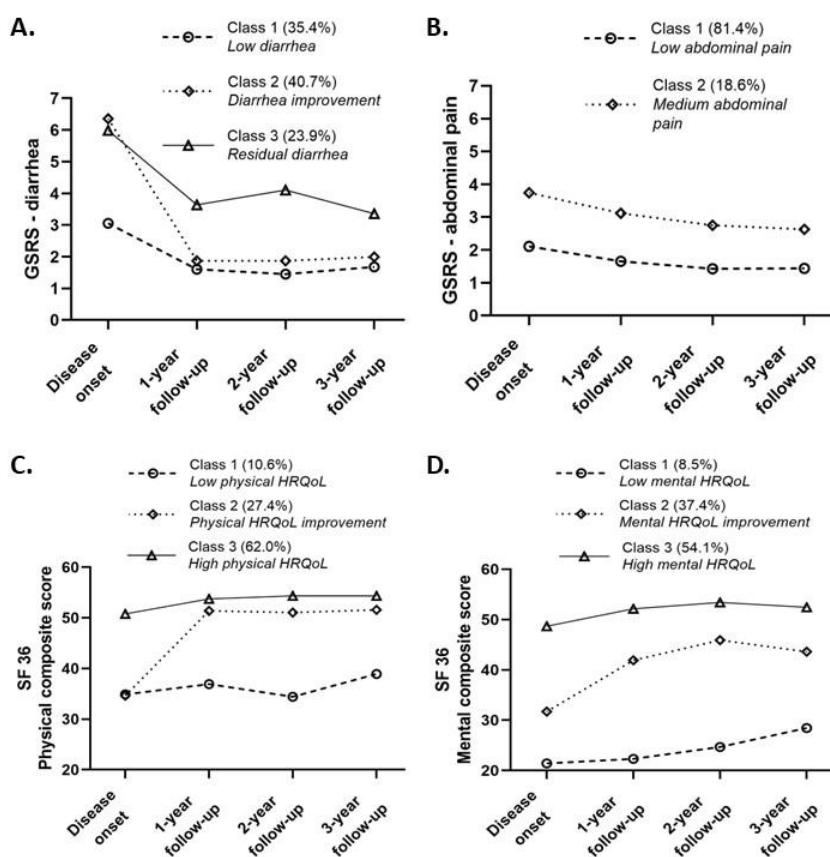 A.
Class 1 (35.4%)
Low diarrhea
Class 2 (40.7%)
Diarrhea improvement
Class 3 (23.9%)
Residual diarrhea
GSRS - diarrhea
7
6
5
4
3
2
1
0
Disease
onset
1-year
follow-up
2-year
follow-up
3-year
follow-up
B.
Class 1 (81.4%)
Low abdominal pain
Class 2 (18.6%)
Medium abdominal
pain
GSRS - abdominal pain
7
6
5
4
3
2
1
0
Disease
onset
1-year
follow-up
2-year
follow-up
3-year
follow-up
C.
Class 1 (10.6%)
Low physical HRQoL
Class 2 (27.4%)
Physical HRQoL improvement
Class 3 (62.0%)
High physical HRQoL
SF 36
Physical composite score
60
50
40
30
20
Disease
onset
1-year
follow-up
2-year
follow-up
3-year
follow-up
D.
Class 1 (8.5%)
Low mental HRQoL
Class 2 (37.4%)
Mental HRQoL improvement
Class 3 (54.1%)
High mental HRQoL
SF 36
Mental composite score
60
50
40
30
20
Disease
onset
1-year
follow-up
2-year
follow-up
3-year
follow-up